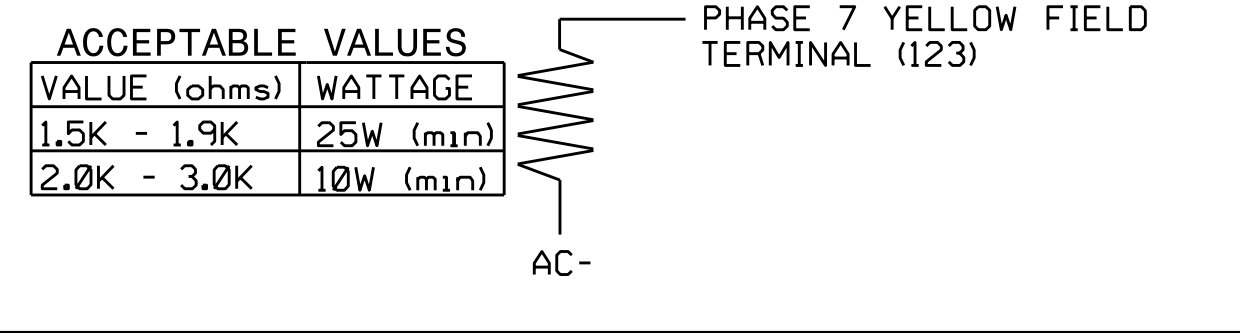 ACCEPTABLE VALUES
VALUE (ohms) WATTAGE
1.5K - 1.9K 25W (min)
2.0K - 3.0K 10W (min)
PHASE 7 YELLOW FIELD
TERMINAL (123)
AC-